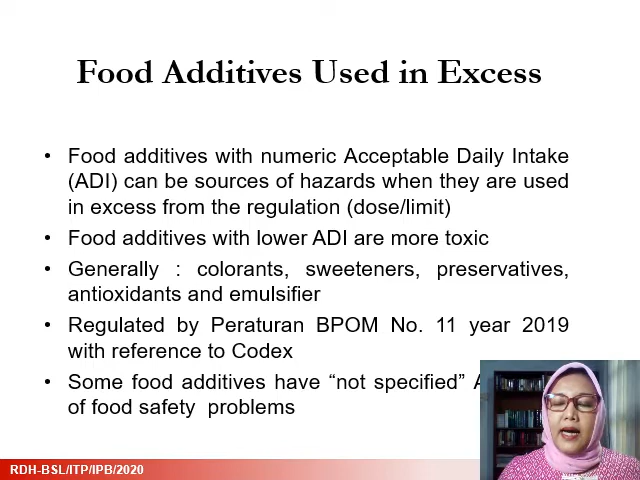 Food Additives Used in Excess
• Food additives with numeric Acceptable Daily Intake
(ADI) can be sources of hazards when they are used
in excess from the regulation (dose/limit)
• Food additives with lower ADI are more toxic
• Generally : colorants, sweeteners, preservatives,
antioxidants and emulsifier
• Regulated by Peraturan BPOM No. 11 year 2019
with reference to Codex
• Some food additives have “not specified”
of food safety problems
RDH-BSL/ITP/IPB/2020